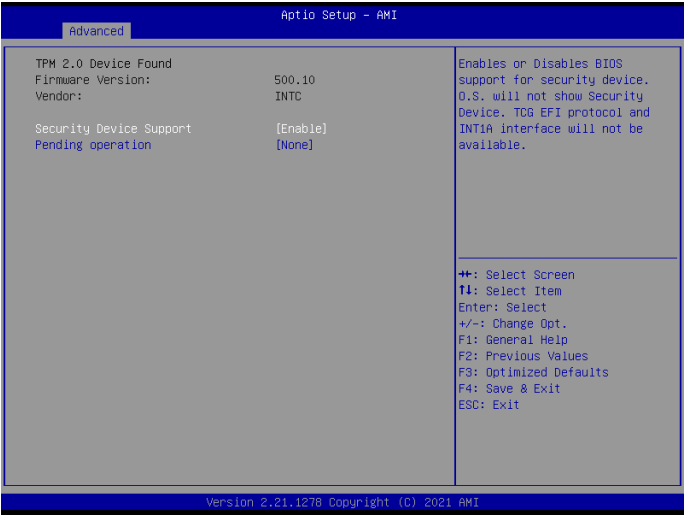 Aptio Setup - AMI
Advanced
TPM 2.0 Device Found
Firmware Version: 500.10
Vendor: INTC
Security Device Support [Enable]
Pending operation [None]
Enables or Disables BIOS
support for security device.
O.S. will not show Security
Device. TCG EFI protocol and
INT1A interface will not be
available.
→←: Select Screen
↑↓: Select Item
Enter: Select
+/-: Change Opt.
F1: General Help
F2: Previous Values
F3: Optimized Defaults
F4: Save & Exit
ESC: Exit
Version 2.21.1278 Copyright (C) 2021 AMI